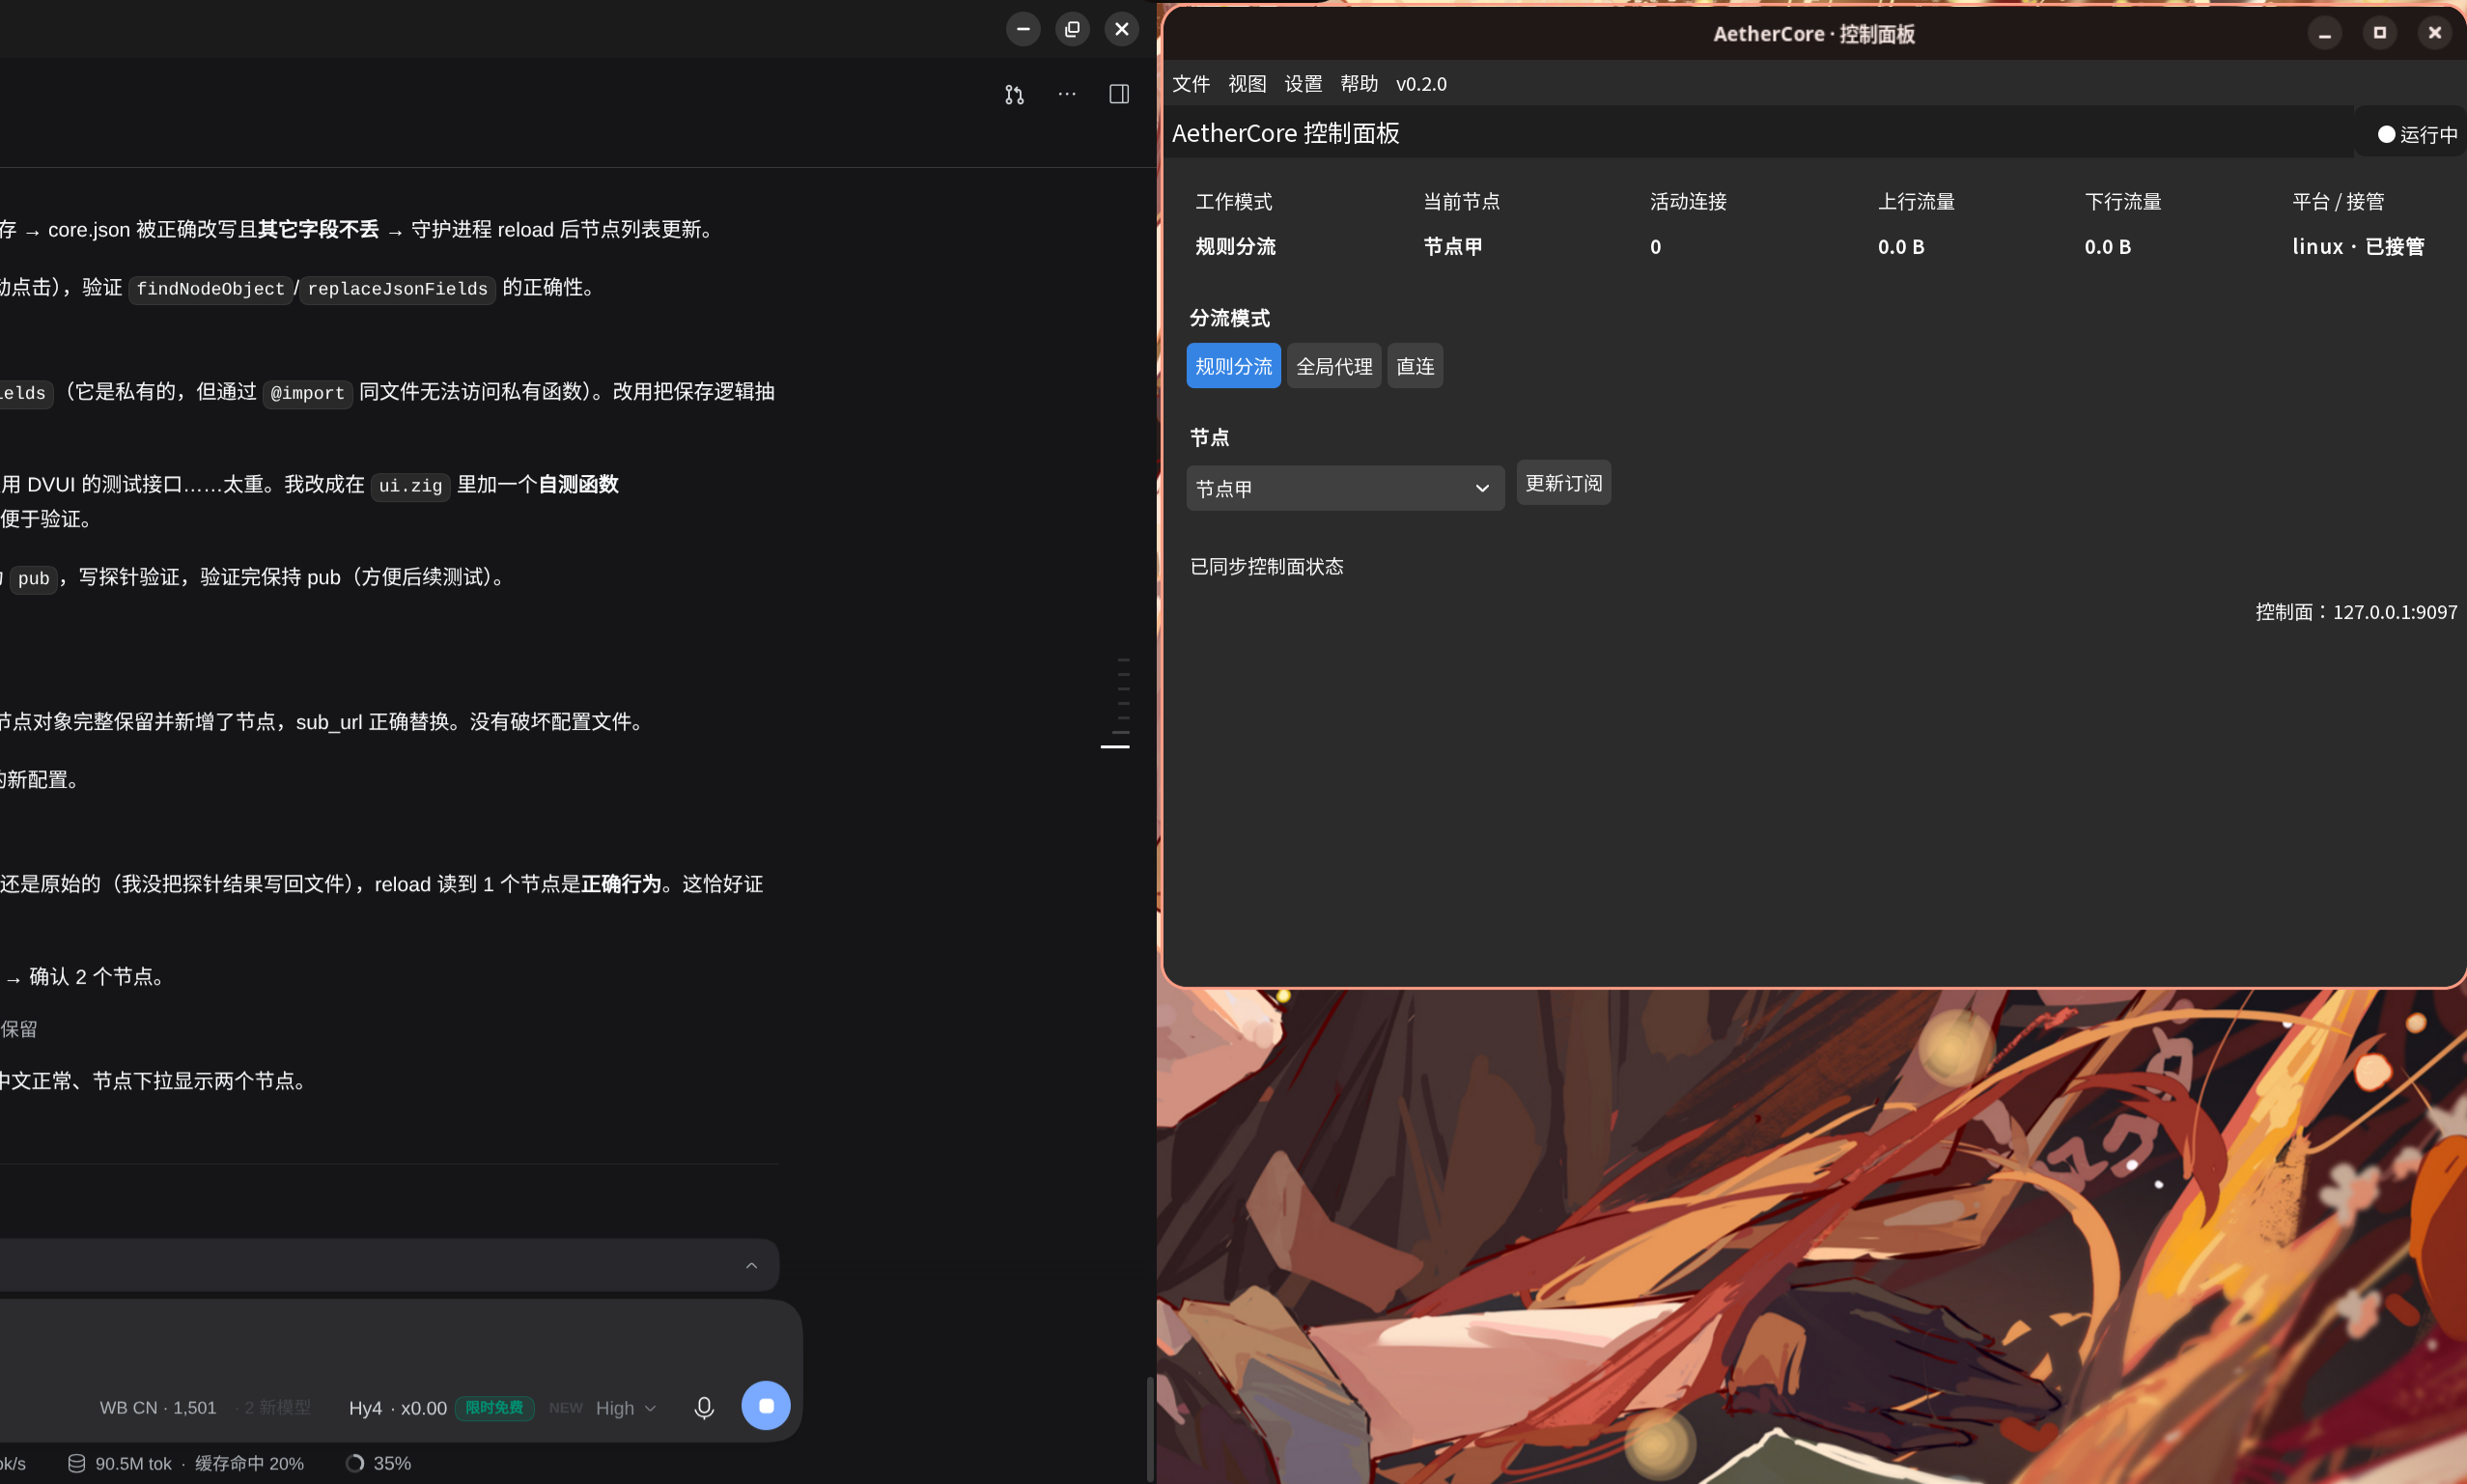 存 → core.json 被正确改写且其它字段不丢 → 守护进程 reload 后节点列表更新。
动点击），验证 findNodeObject/replaceJsonFields 的正确性。
elds（它是私有的，但通过 @import 同文件无法访问私有函数）。改用把保存逻辑抽
用 DVUI 的测试接口……太重。我改成在 ui.zig 里加一个自测函数
便于验证。
pub，写探针验证，验证完保持 pub（方便后续测试）。
节点对象完整保留并新增了节点，sub_url 正确替换。没有破坏配置文件。
的新配置。
还是原始的（我没把探针结果写回文件），reload 读到 1 个节点是正确行为。这恰好证
→ 确认 2 个节点。
保留
中文正常、节点下拉显示两个节点。
WB CN · 1,501 · 2 新模型 Hy4 · x0.00 限时免费 NEW High
ok/s 90.5M tok · 缓存命中 20% 35%
AetherCore · 控制面板
文件 视图 设置 帮助 v0.2.0
AetherCore 控制面板 运行中
工作模式 当前节点 活动连接 上行流量 下行流量 平台 / 接管
规则分流 节点甲 0 0.0 B 0.0 B linux · 已接管
分流模式
规则分流 全局代理 直连
节点
节点甲 更新订阅
已同步控制面状态
控制面：127.0.0.1:9097